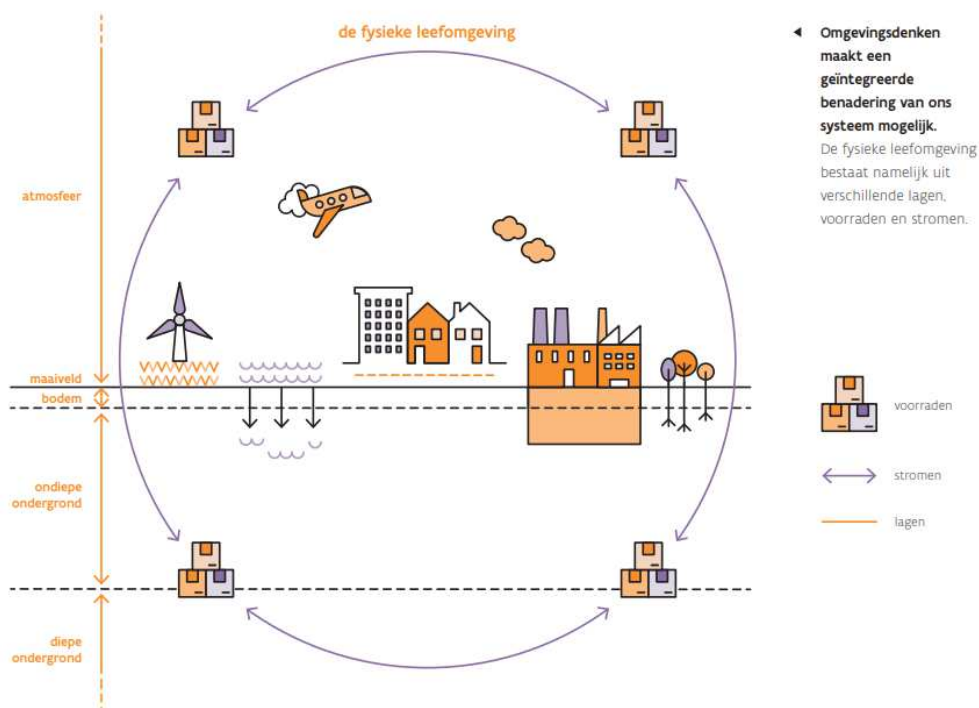 de fysieke leefomgeving
atmosfeer
maaiveld
bodem
ondiepe
ondergrond
diepe
ondergrond
Omgevingsdenken
maakt een
geïntegreerde
benadering van ons
systeem mogelijk.
De fysieke leefomgeving
bestaat namelijk uit
verschillende lagen,
voorraden en stromen.
voorraden
stromen
lagen